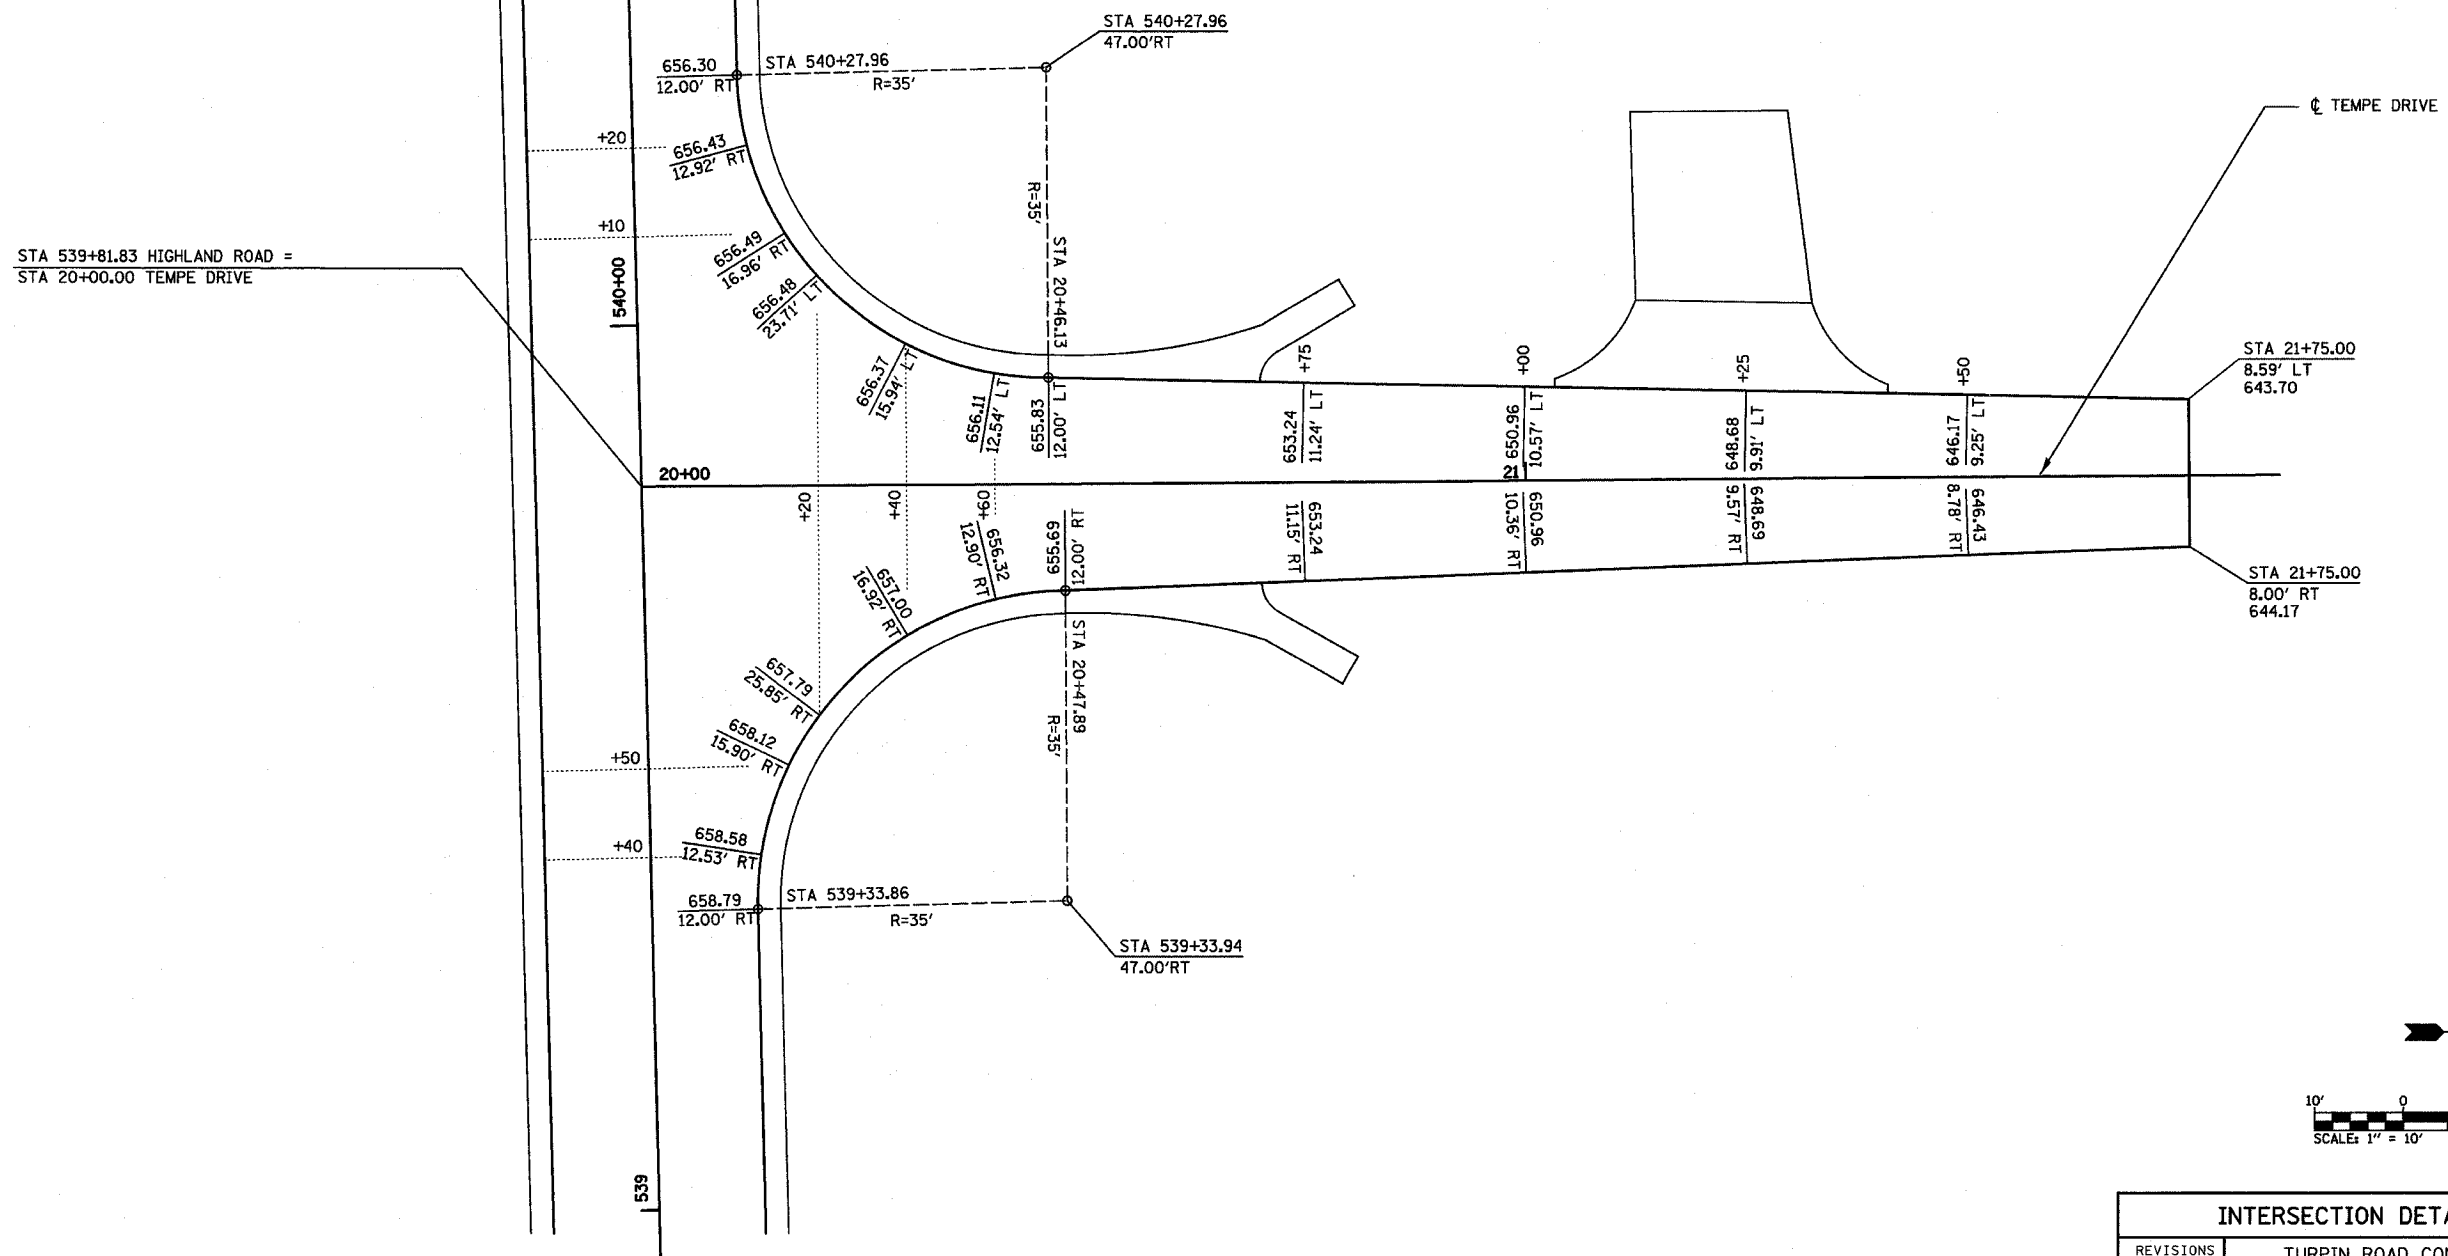 STA 540+27.96
47.00'RT
656.30
12.00' RT
STA 540+27.96
R=35'
℄ TEMPE DRIVE
+20
656.43
12.92' RT
R=35'
STA 20+46.13
+10
656.49
16.96' RT
STA 539+81.83 HIGHLAND ROAD =
STA 20+00.00 TEMPE DRIVE
540+00
656.48
23.71' LT
656.37
15.94' LT
656.11
12.54' LT
655.83
12.00' LT
+75
653.24
11.24' LT
+00
650.96
10.57' LT
+25
648.68
9.91' LT
+50
646.17
9.25' LT
STA 21+75.00
8.59' LT
643.70
20+00
21
+20
+40
+60
656.32
12.90' RT
655.69
12.00' RT
653.24
11.15' RT
650.96
10.36' RT
648.69
9.57' RT
646.43
8.78' RT
STA 21+75.00
8.00' RT
644.17
657.00
16.92' RT
657.79
25.85' RT
STA 20+47.89
R=35'
658.12
15.90' RT
+50
658.58
12.53' RT
+40
658.79
12.00' RT
STA 539+33.86
R=35'
STA 539+33.94
47.00'RT
539
10' 0
SCALE: 1" = 10'
INTERSECTION DETA
REVISIONS
TURPIN ROAD CON